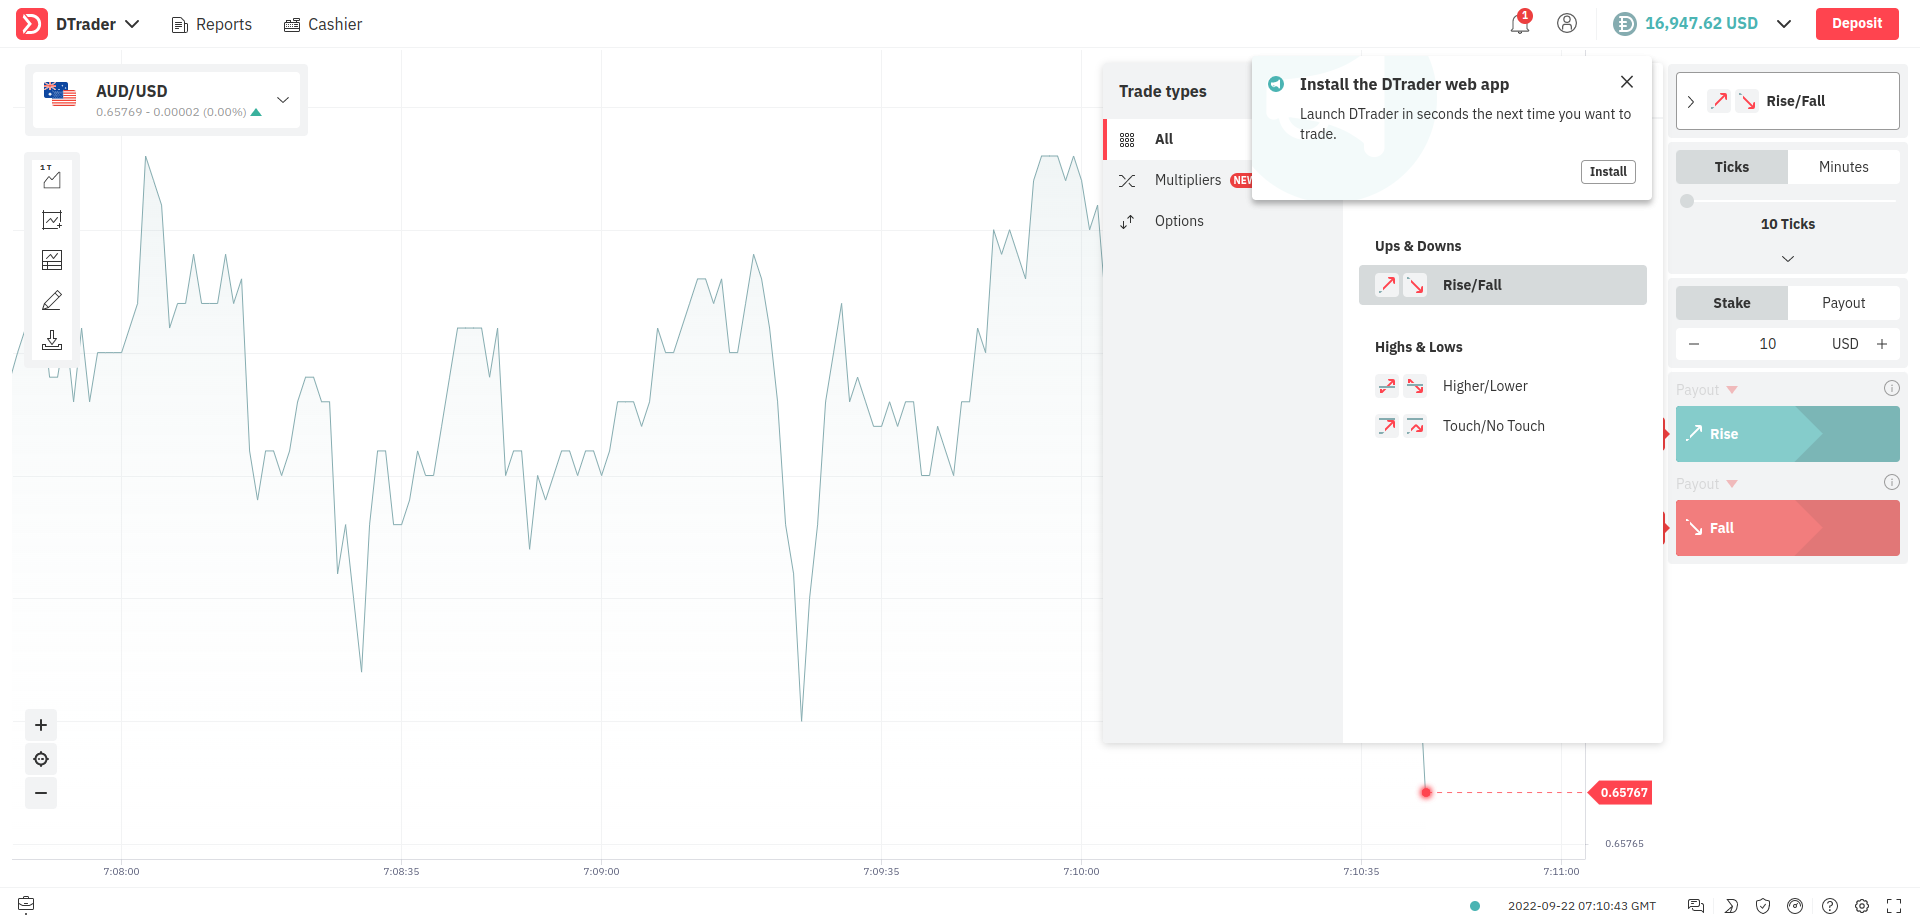 DTrader
Reports
Cashier
1
16,947.62 USD
Deposit
AUD/USD
0.65769 - 0.00002 (0.00%)
1 T
Trade types
All
Multipliers
NEW
Options
Install the DTrader web app
Launch DTrader in seconds the next time you want to
trade.
Install
Ups & Downs
Rise/Fall
Highs & Lows
Higher/Lower
Touch/No Touch
Rise/Fall
Ticks
Minutes
10 Ticks
Stake
Payout
10
USD
Payout
Rise
Payout
Fall
0.65767
0.65765
7:08:00
7:08:35
7:09:00
7:09:35
7:10:00
7:10:35
7:11:00
2022-09-22 07:10:43 GMT